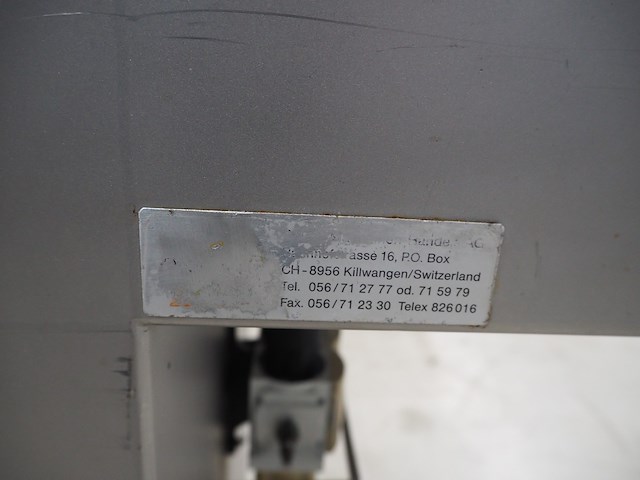 AG
16, P.O. Box
CH-8956 Killwangen/Switzerland
Tel. 056/71 27 77 od. 71 59 79
Fax. 056/71 23 30 Telex 826016